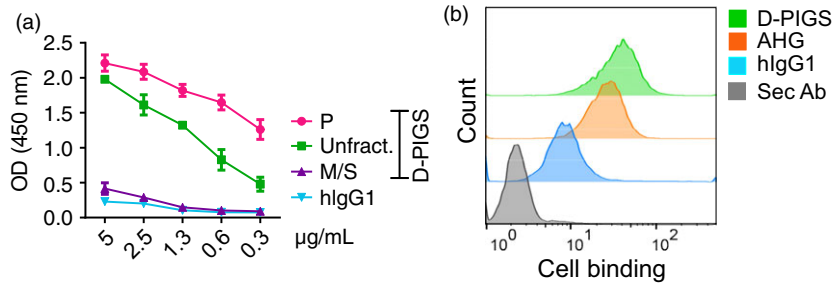 (a)
OD (450 nm)
2.5
2.0
1.5
1.0
0.5
0.0
5
2.5
1.3
0.6
0.3
µg/mL
P
Unfract.
M/S
hIgG1
D-PIGS
(b)
Count
10⁰
10¹
10²
Cell binding
D-PIGS
AHG
hIgG1
Sec Ab